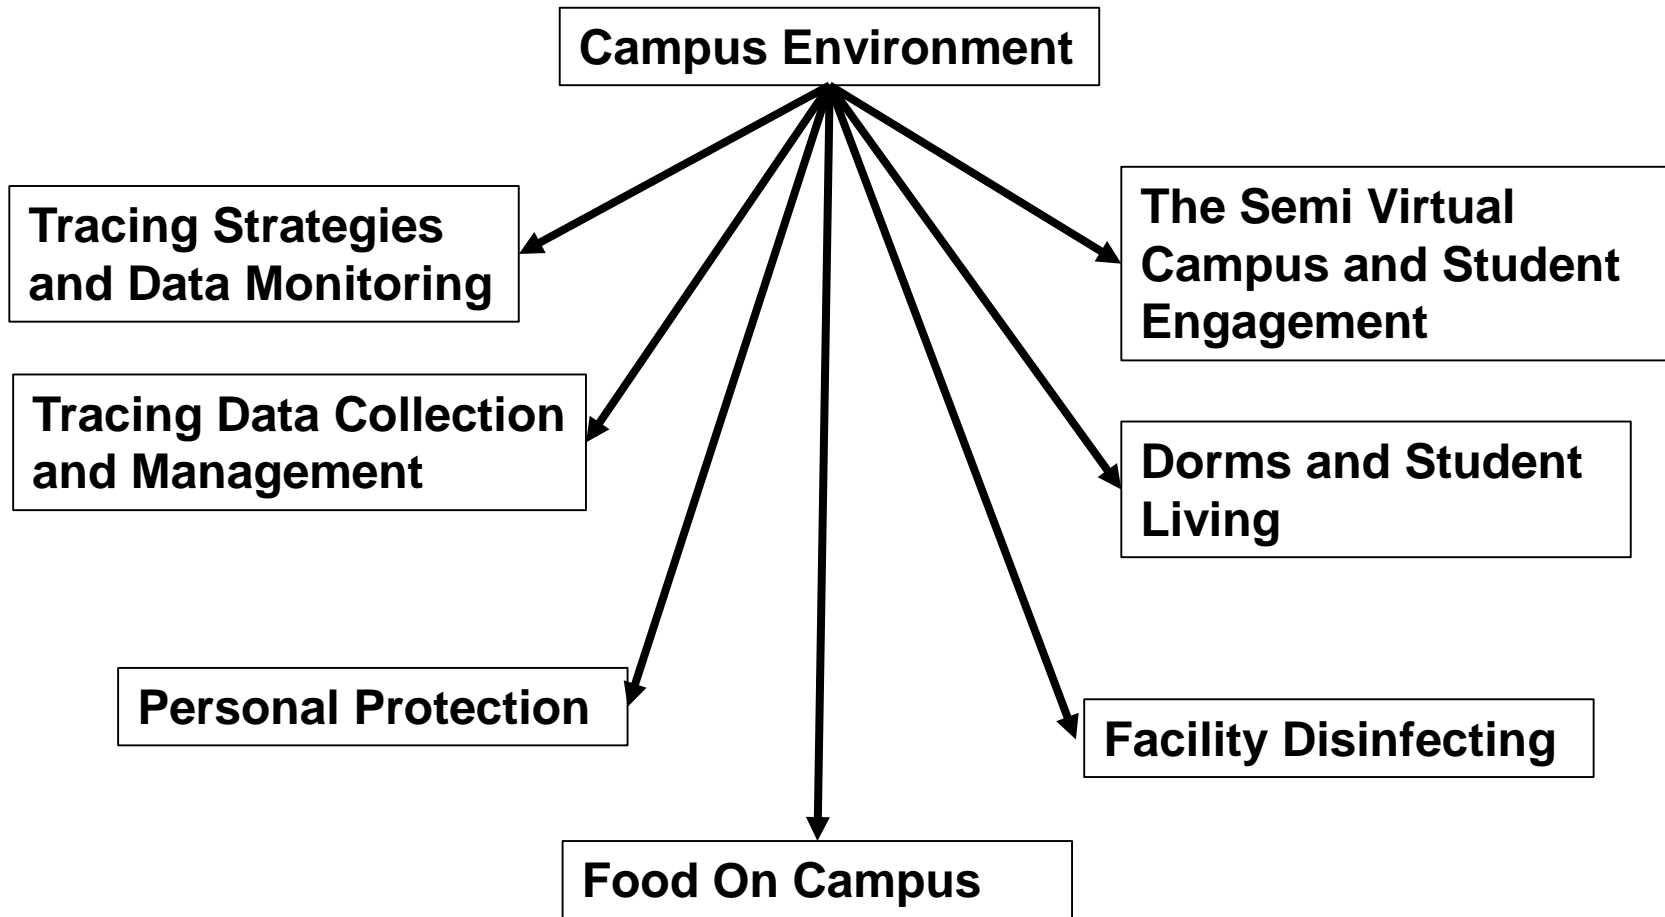 Campus Environment
Tracing Strategies
and Data Monitoring
The Semi Virtual
Campus and Student
Engagement
Tracing Data Collection
and Management
Dorms and Student
Living
Personal Protection
Facility Disinfecting
Food On Campus